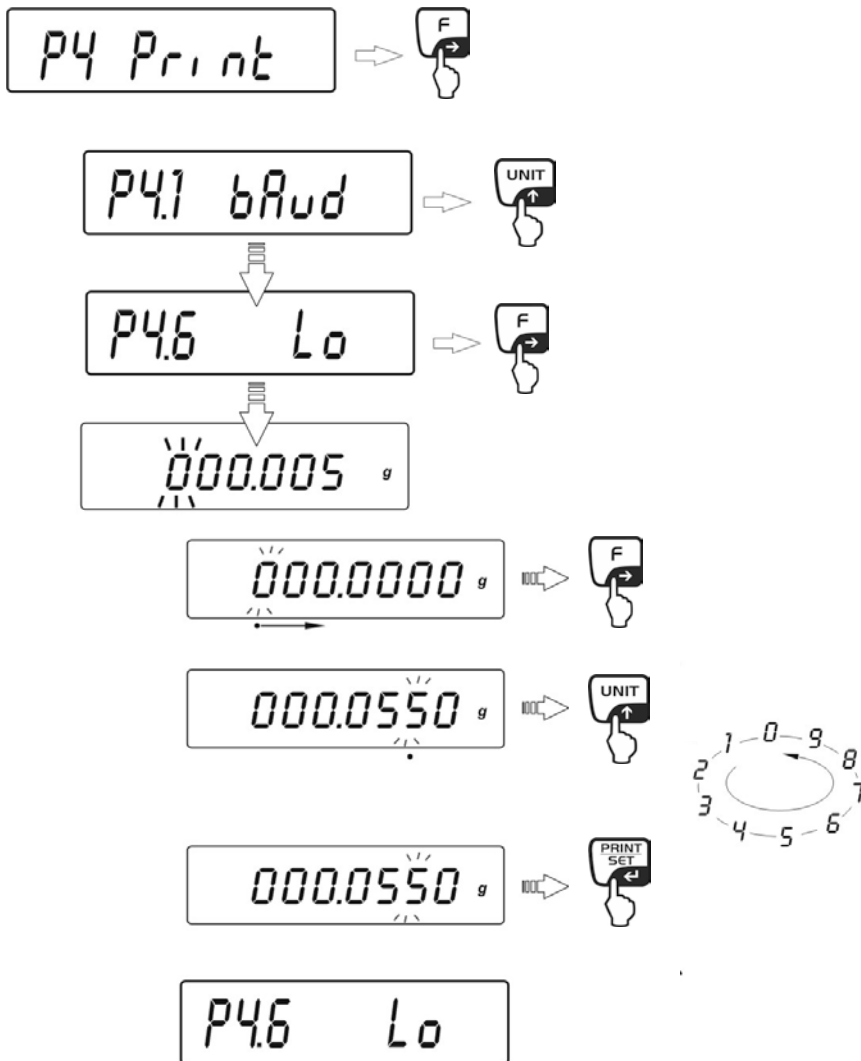 P4 Print F
P4.1 bAud UNIT
P4.6 Lo F
000.005 g
000.0000 g F
000.0550 g UNIT
0 9 8 7 6 5 4 3 2 1
000.0550 g PRINT SET
P4.6 Lo